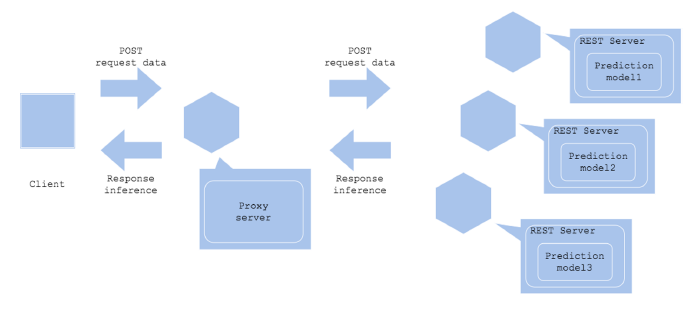 POST
request data
POST
request data
REST Server
Prediction
model1
REST Server
Prediction
model2
Client
Response
inference
Proxy
server
Response
inference
REST Server
Prediction
model3